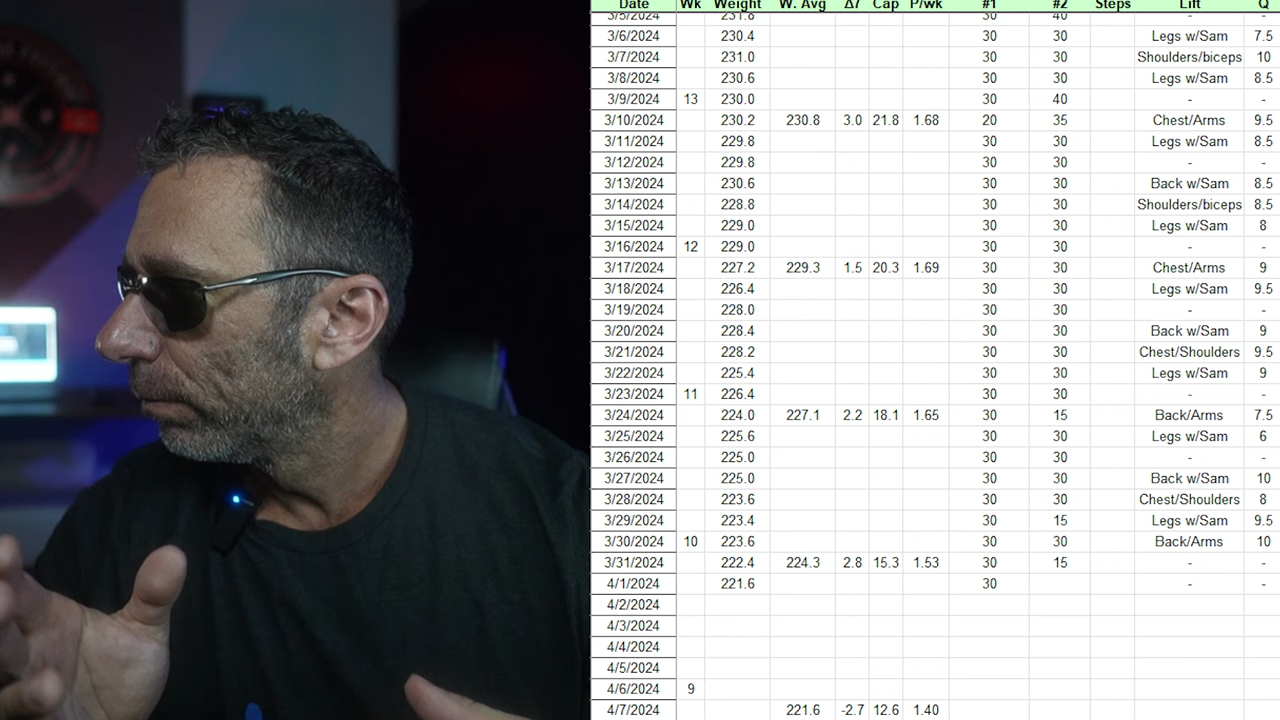 Date Wk Weight W. Avg Δ7 Cap P/wk #1 #2 Steps Lift Q
3/5/2024 231.8 30 40 - -
3/6/2024 230.4 30 30 Legs w/Sam 7.5
3/7/2024 231.0 30 30 Shoulders/biceps 10
3/8/2024 230.6 30 30 Legs w/Sam 8.5
3/9/2024 13 230.0 30 40 - -
3/10/2024 230.2 230.8 3.0 21.8 1.68 20 35 Chest/Arms 9.5
3/11/2024 229.8 30 30 Legs w/Sam 8.5
3/12/2024 229.8 30 30 - -
3/13/2024 230.6 30 30 Back w/Sam 8.5
3/14/2024 228.8 30 30 Shoulders/biceps 8.5
3/15/2024 229.0 30 30 Legs w/Sam 8
3/16/2024 12 229.0 30 30 - -
3/17/2024 227.2 229.3 1.5 20.3 1.69 30 30 Chest/Arms 9
3/18/2024 226.4 30 30 Legs w/Sam 9.5
3/19/2024 228.0 30 30 - -
3/20/2024 228.4 30 30 Back w/Sam 9
3/21/2024 228.2 30 30 Chest/Shoulders 9.5
3/22/2024 225.4 30 30 Legs w/Sam 9
3/23/2024 11 226.4 30 30 - -
3/24/2024 224.0 227.1 2.2 18.1 1.65 30 15 Back/Arms 7.5
3/25/2024 225.6 30 30 Legs w/Sam 6
3/26/2024 225.0 30 30 - -
3/27/2024 225.0 30 30 Back w/Sam 10
3/28/2024 223.6 30 30 Chest/Shoulders 8
3/29/2024 223.4 30 15 Legs w/Sam 9.5
3/30/2024 10 223.6 30 30 Back/Arms 10
3/31/2024 222.4 224.3 2.8 15.3 1.53 30 15 - -
4/1/2024 221.6 30 - -
4/2/2024
4/3/2024
4/4/2024
4/5/2024
4/6/2024 9
4/7/2024 221.6 -2.7 12.6 1.40